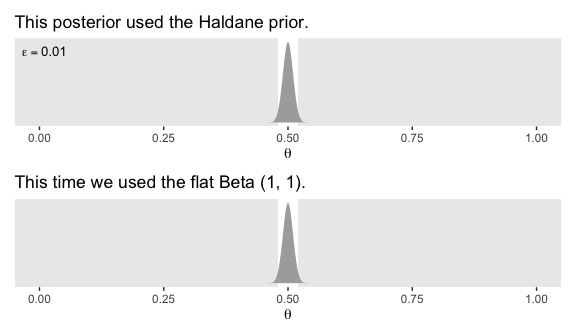 This posterior used the Haldane prior.
ε = 0.01
0.00 0.25 0.50 0.75 1.00
θ
This time we used the flat Beta (1, 1).
0.00 0.25 0.50 0.75 1.00
θ